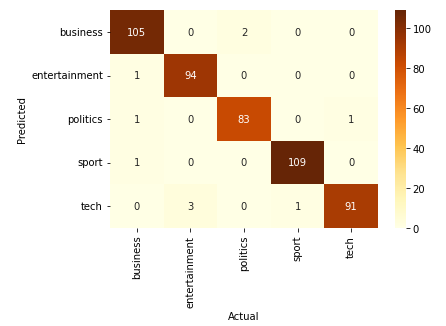 business 105 0 2 0 0
entertainment 1 94 0 0 0
politics 1 0 83 0 1
sport 1 0 0 109 0
tech 0 3 0 1 91
business entertainment politics sport tech
Predicted
Actual
100
80
60
40
20
0